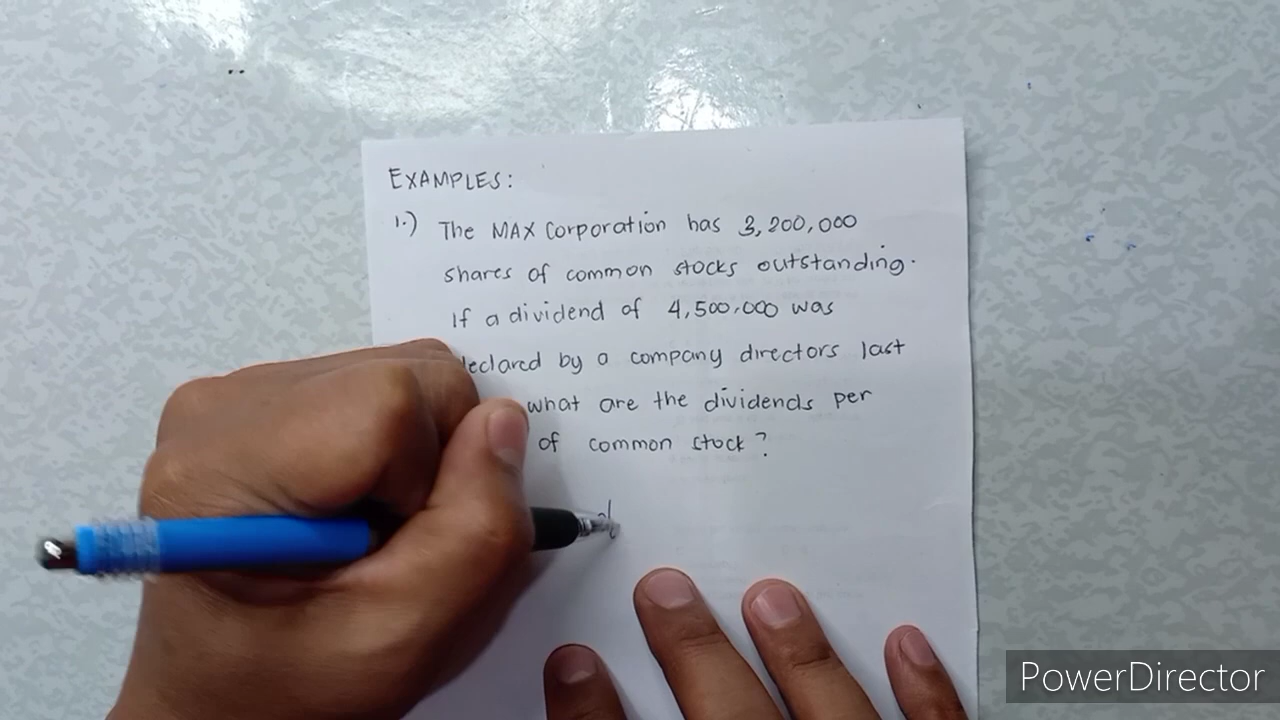 EXAMPLES:
1.) The MAX Corporation has 3,200,000
shares of common stocks outstanding.
If a dividend of 4,500,000 was
declared by a company directors last
what are the dividends per
of common stock?
d
PowerDirector